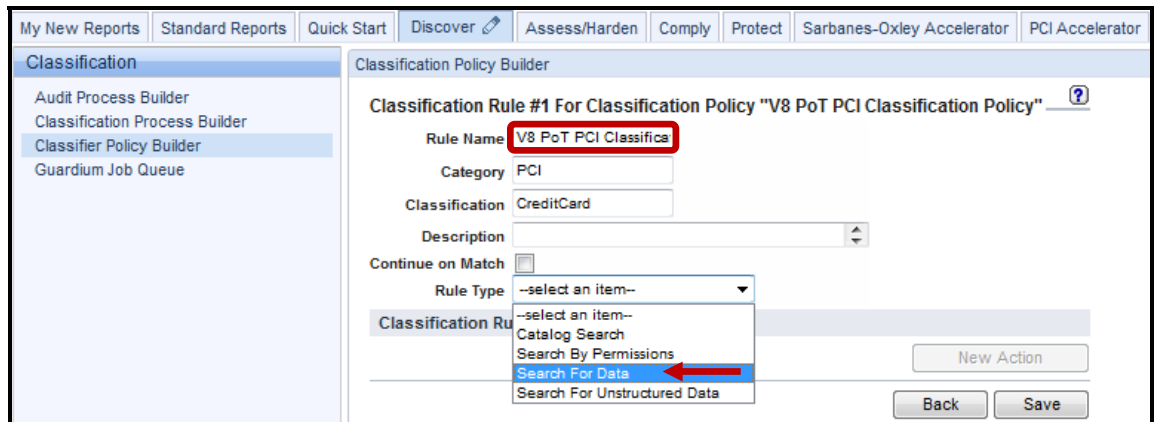 My New Reports Standard Reports Quick Start Discover Assess/Harden Comply Protect Sarbanes-Oxley Accelerator PCI Accelerator
Classification
Audit Process Builder
Classification Process Builder
Classifier Policy Builder
Guardium Job Queue
Classification Policy Builder
Classification Rule #1 For Classification Policy "V8 PoT PCI Classification Policy"
?
Rule Name V8 PoT PCI Classificat
Category PCI
Classification CreditCard
Description
Continue on Match
Rule Type --select an item--
--select an item--
Catalog Search
Search By Permissions
Search For Data
Search For Unstructured Data
Classification Ru
New Action
Back Save